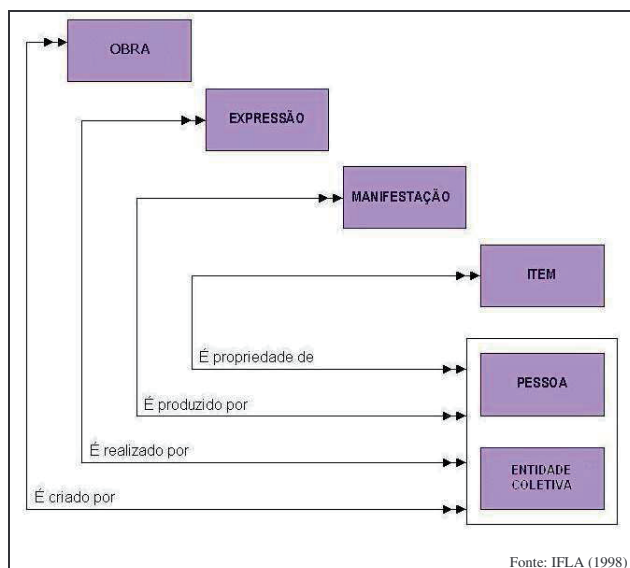 OBRA
EXPRESSÃO
MANIFESTAÇÃO
ITEM
É propriedade de
PESSOA
É produzido por
É realizado por
ENTIDADE
COLETIVA
É criado por
Fonte: IFLA (1998)